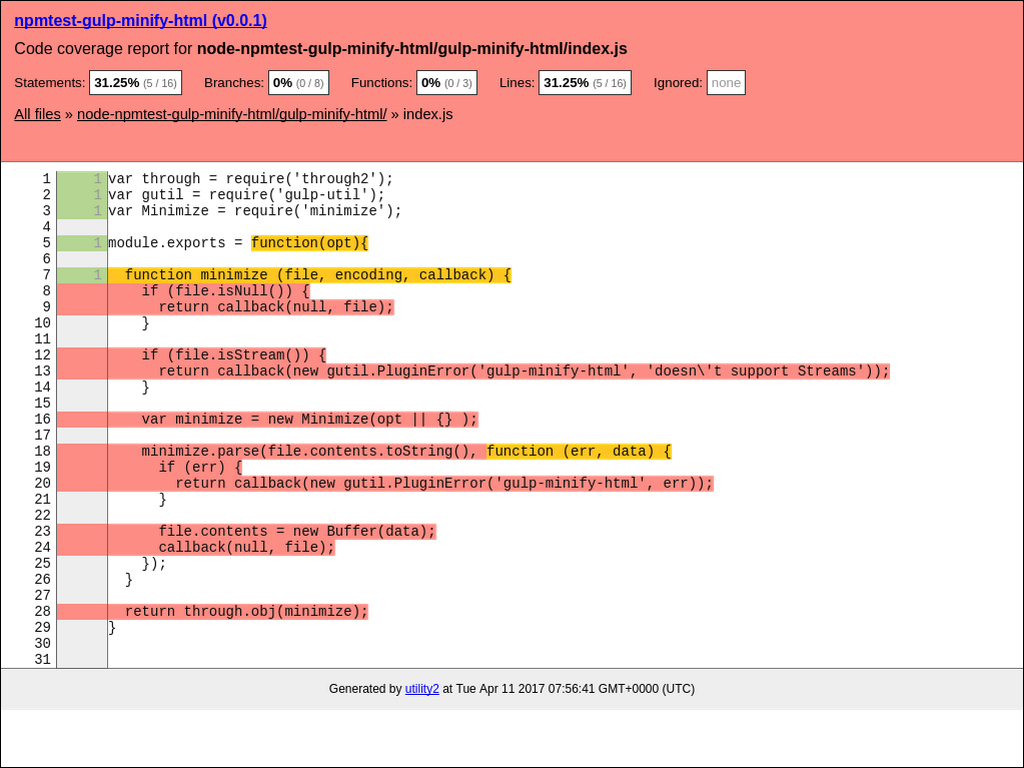 npmtest-gulp-minify-html (v0.0.1)
Code coverage report for node-npmtest-gulp-minify-html/gulp-minify-html/index.js
Statements: 31.25% (5 / 16) Branches: 0% (0 / 8) Functions: 0% (0 / 3) Lines: 31.25% (5 / 16) Ignored: none
All files » node-npmtest-gulp-minify-html/gulp-minify-html/ » index.js
1 1 var through = require('through2');
2 1 var gutil = require('gulp-util');
3 1 var Minimize = require('minimize');
4
5 1 module.exports = function(opt){
6
7 1   function minimize (file, encoding, callback) {
8     if (file.isNull()) {
9       return callback(null, file);
10     }
11
12     if (file.isStream()) {
13       return callback(new gutil.PluginError('gulp-minify-html', 'doesn\'t support Streams'));
14     }
15
16     var minimize = new Minimize(opt || {} );
17
18     minimize.parse(file.contents.toString(), function (err, data) {
19       if (err) {
20         return callback(new gutil.PluginError('gulp-minify-html', err));
21       }
22
23       file.contents = new Buffer(data);
24       callback(null, file);
25     });
26   }
27
28   return through.obj(minimize);
29 }
30
31
Generated by utility2 at Tue Apr 11 2017 07:56:41 GMT+0000 (UTC)